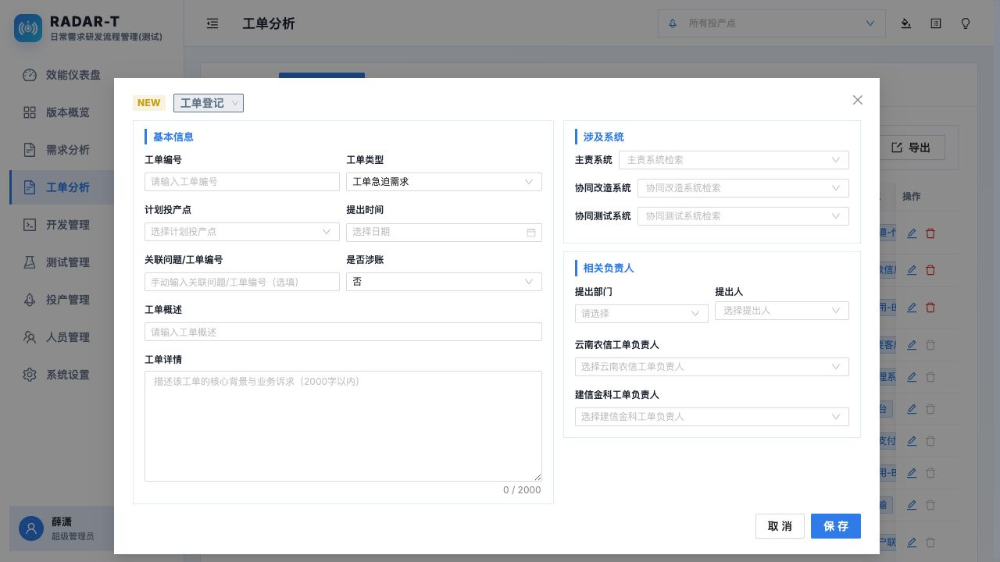 RADAR-T
日常需求研发流程管理(测试)
工单分析
所有投产点
效能仪表盘
版本概览
需求分析
工单分析
开发管理
测试管理
投产管理
人员管理
系统设置
薛潇
超级管理员
导出
操作
NEW
工单登记
基本信息
工单编号
工单类型
请输入工单编号
工单急迫需求
计划投产点
提出时间
选择计划投产点
选择日期
关联问题/工单编号
是否涉账
手动输入关联问题/工单编号（选填）
否
工单概述
请输入工单概述
工单详情
描述该工单的核心背景与业务诉求（2000字以内）
0 / 2000
涉及系统
主责系统
主责系统检索
协同改造系统
协同改造系统检索
协同测试系统
协同测试系统检索
相关负责人
提出部门
提出人
请选择
选择提出人
云南农信工单负责人
选择云南农信工单负责人
建信金科工单负责人
选择建信金科工单负责人
取 消
保 存
台
支付